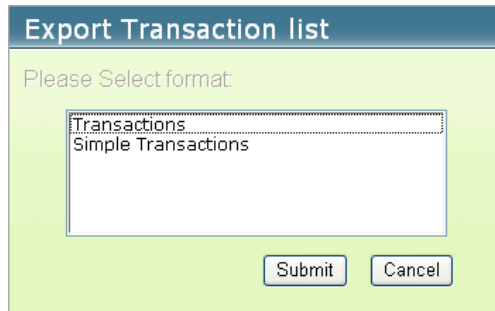 Export Transaction list
Please Select format:
Transactions
Simple Transactions
Submit Cancel